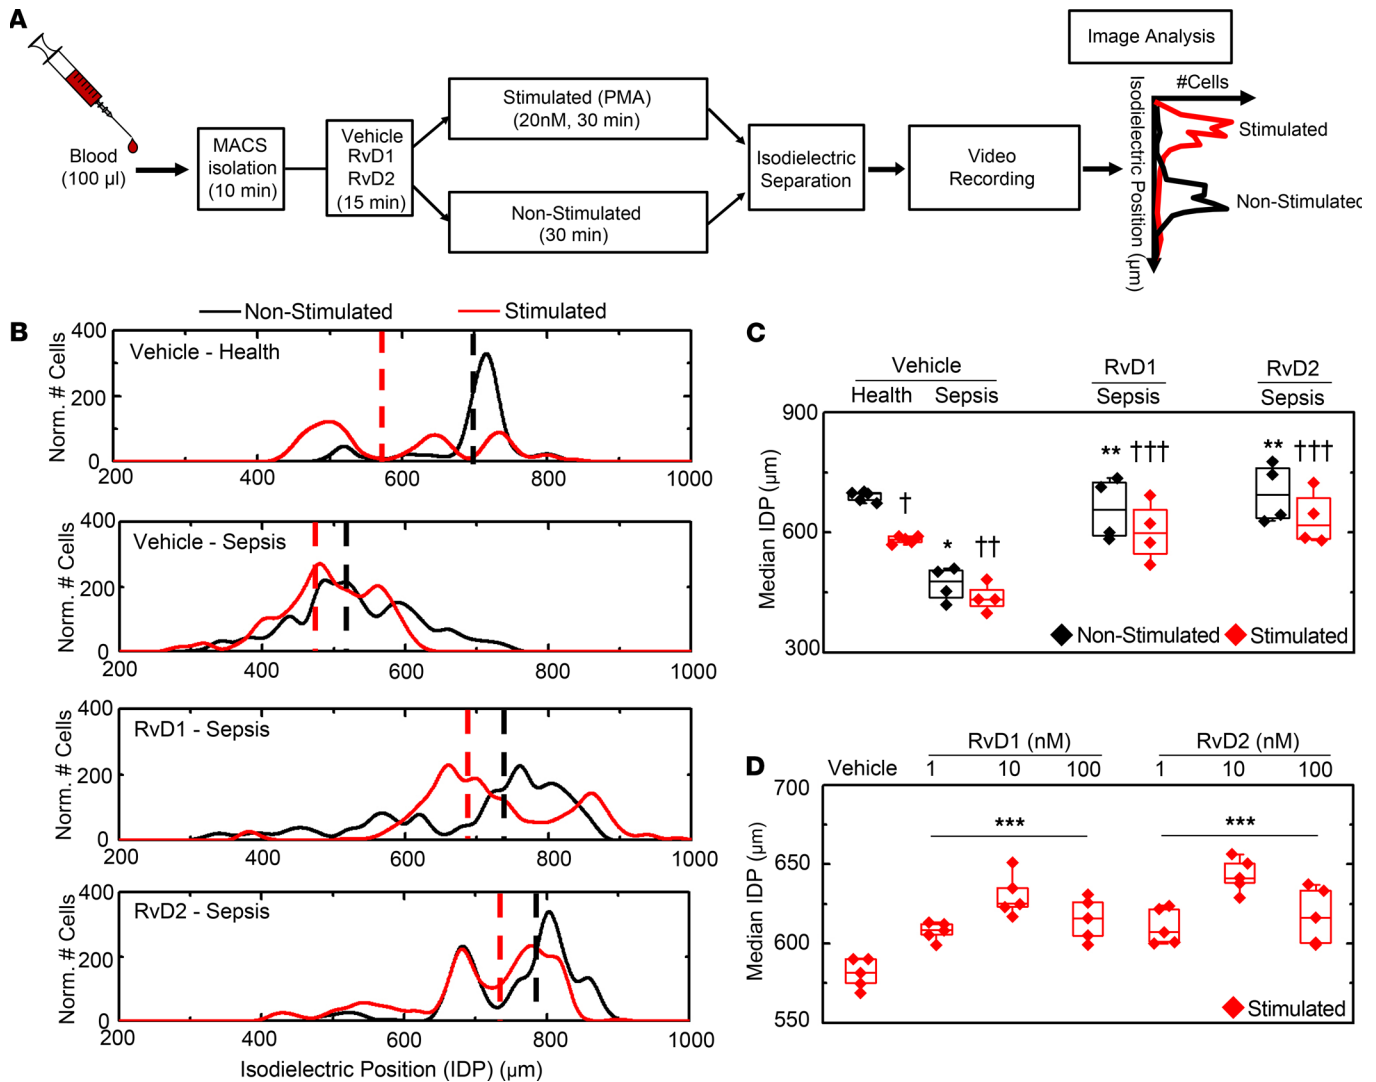 A
Image Analysis
Blood
(100 µl)
MACS
isolation
(10 min)
Vehicle
RvD1
RvD2
(15 min)
Stimulated (PMA)
(20nM, 30 min)
Non-Stimulated
(30 min)
Isodielectric
Separation
Video
Recording
#Cells
Isodielectric Position (µm)
Stimulated
Non-Stimulated
B
Non-Stimulated
Stimulated
Vehicle - Health
Norm. # Cells
400
200
0
200 400 600 800 1000
Vehicle - Sepsis
Norm. # Cells
400
200
0
200 400 600 800 1000
RvD1 - Sepsis
Norm. # Cells
400
200
0
200 400 600 800 1000
RvD2 - Sepsis
Norm. # Cells
400
200
0
200 400 600 800 1000
Isodielectric Position (IDP) (µm)
C
Vehicle RvD1 RvD2
Health Sepsis Sepsis Sepsis
Median IDP (µm)
900
600
300
† * †† ** ††† ** †††
Non-Stimulated Stimulated
D
RvD1 (nM) RvD2 (nM)
Vehicle 1 10 100 1 10 100
Median IDP (µm)
700
650
600
550
*** ***
Stimulated